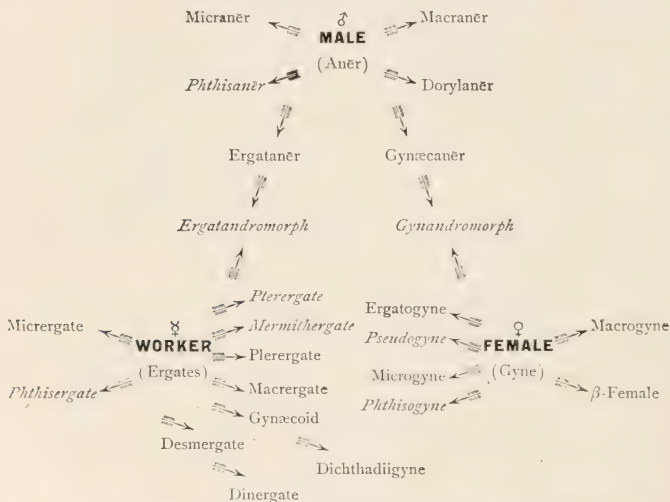 ♂
Micranēr Macranēr
MALE
(Anēr)
Phthisanēr Dorylanēr
Ergatanēr Gynæcanēr
Ergatandromorph Gynandromorph
Pterergate
Ergatogyne
Micrergate ☿ Mermithergate ♀ Macrogyne
WORKER Pseudogyne FEMALE
Plerergate
(Ergates) Microgyne (Gyne)
Phthisergate Macrergate β-Female
Phthisogyne
Gynæcoid
Desmergate
Dichthadiigyne
Dinergate